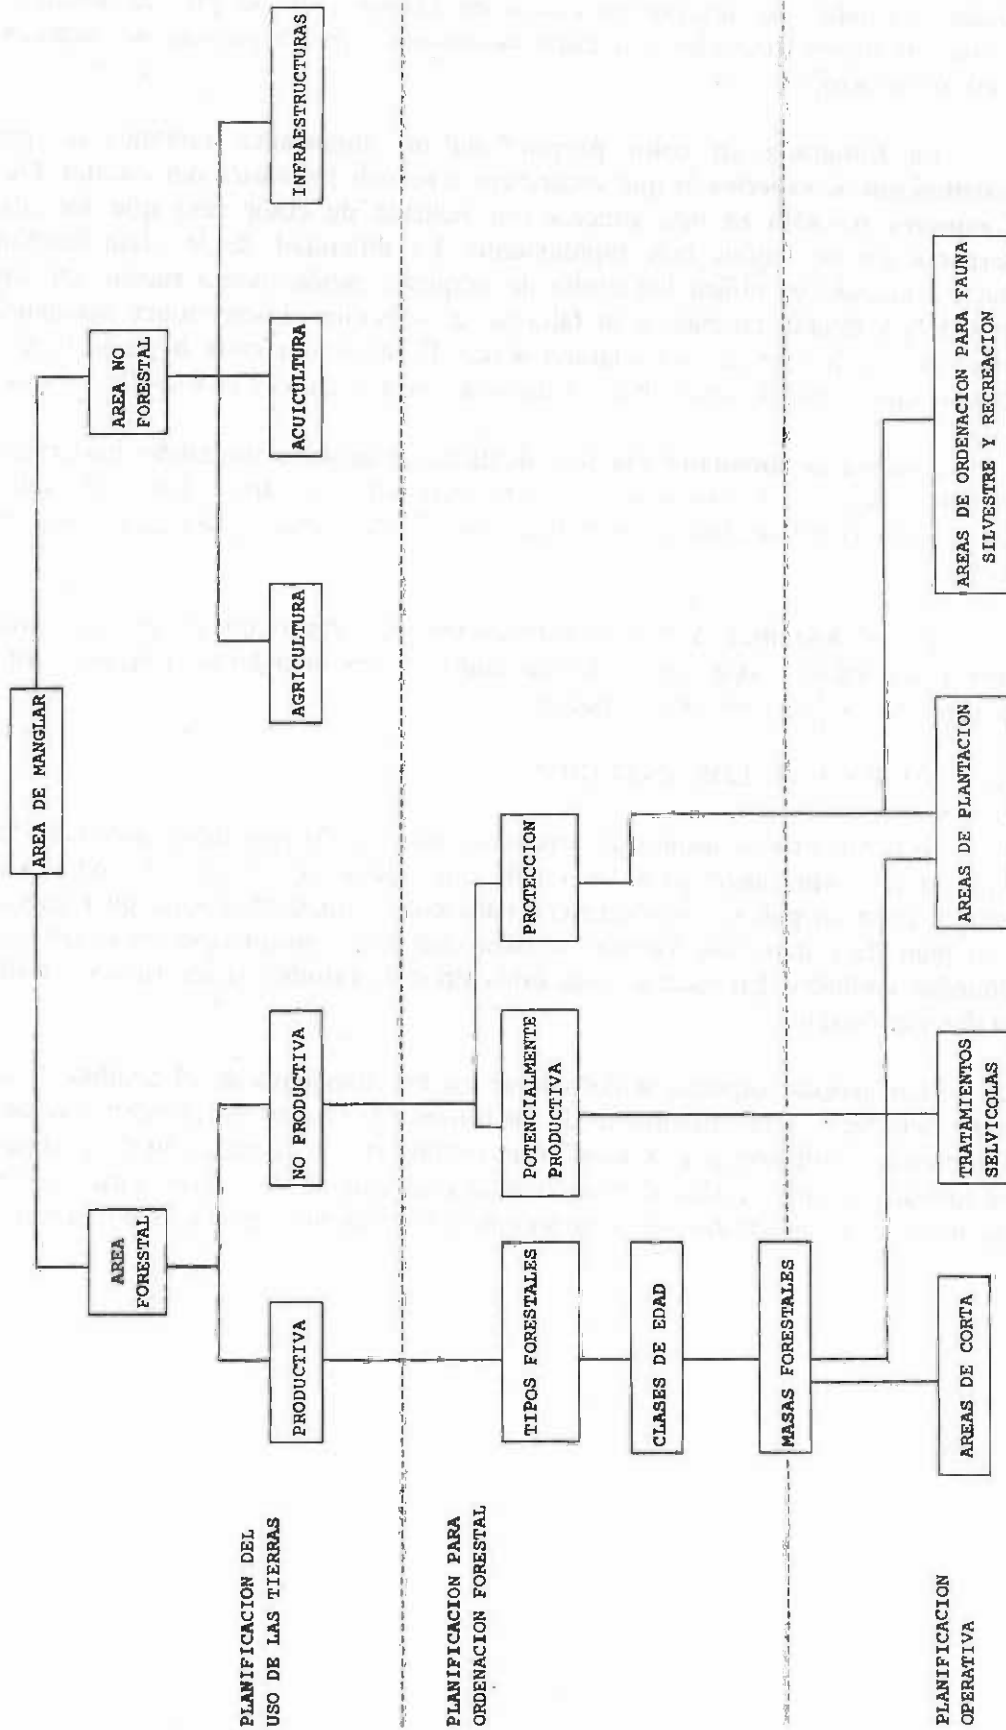 AREA DE MANGLAR
AREA
FORESTAL
AREA NO
FORESTAL
PLANIFICACION DEL
USO DE LAS TIERRAS
PRODUCTIVA
NO PRODUCTIVA
AGRICULTURA
ACUICULTURA
INFRAESTRUCTURAS
PLANIFICACION PARA
ORDENACION FORESTAL
TIPOS FORESTALES
POTENCIALMENTE
PRODUCTIVA
PROTECCION
CLASES DE EDAD
MASAS FORESTALES
PLANIFICACION
OPERATIVA
AREAS DE CORTA
TRATAMIENTOS
SELVICOLAS
AREAS DE PLANTACION
AREAS DE ORDENACION PARA FAUNA
SILVESTRE Y RECREACION